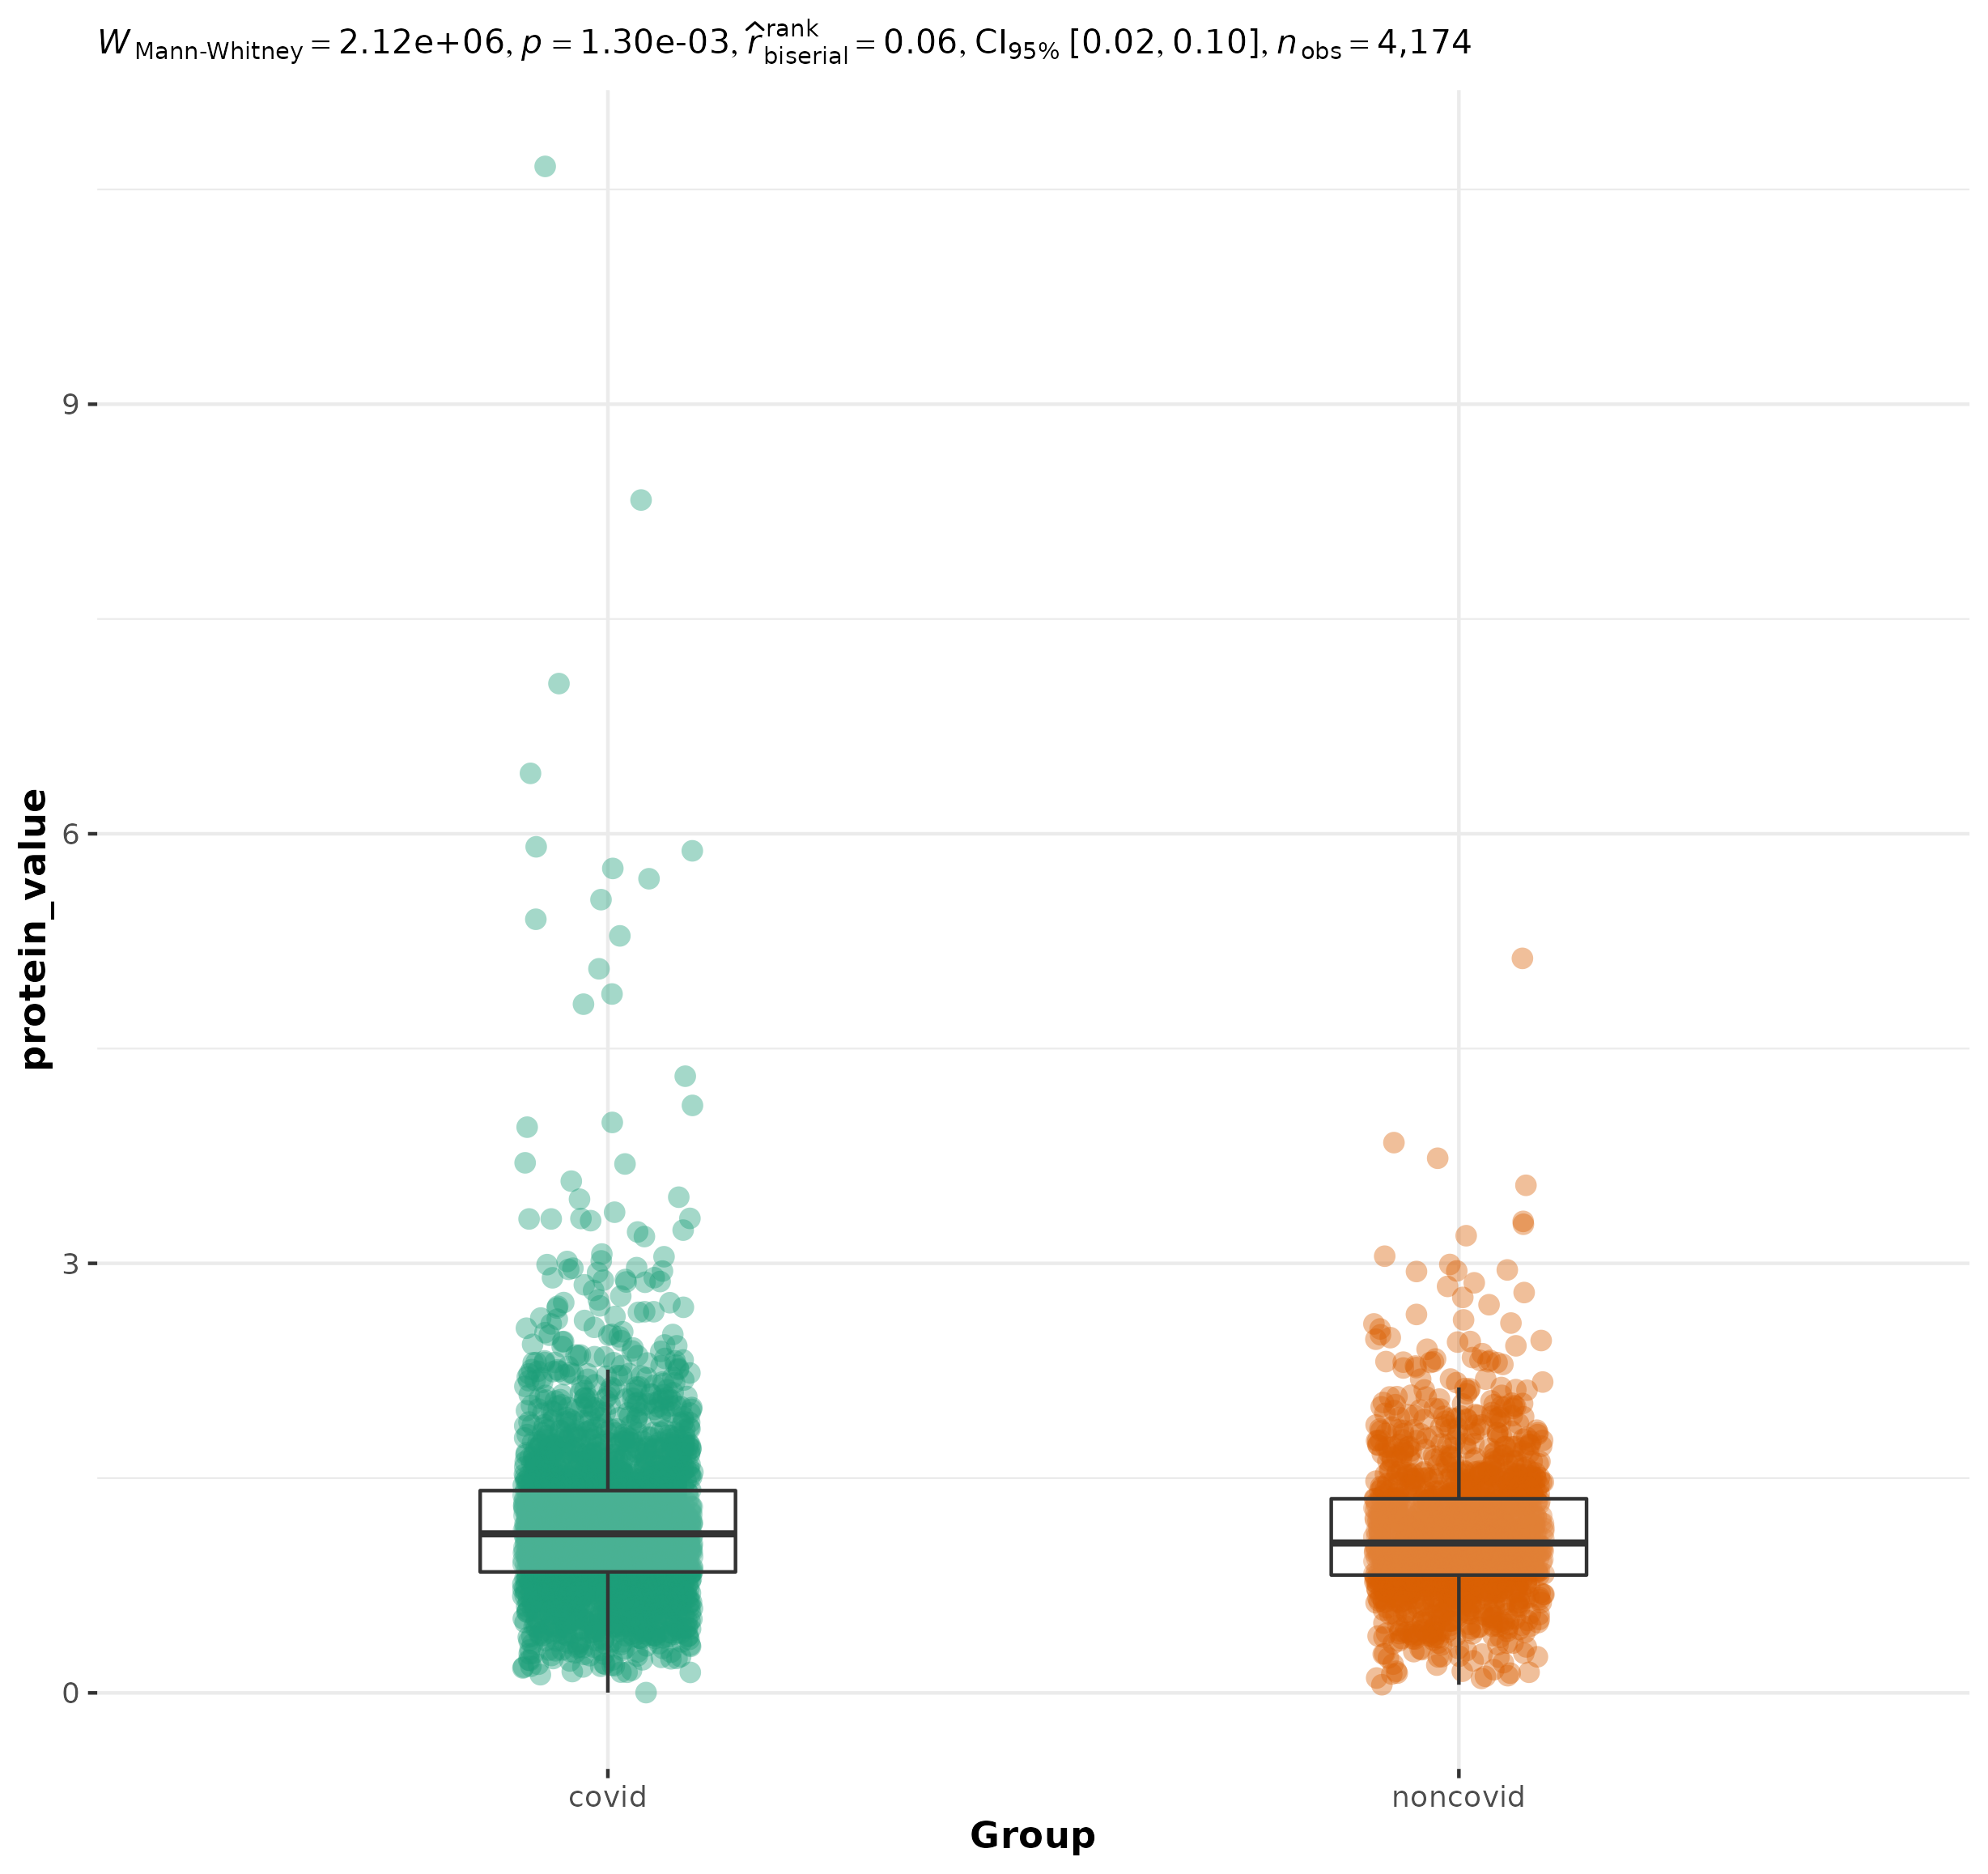 W Mann-Whitney = 2.12e+06, p = 1.30e-03, r̂ rank biserial = 0.06, CI95% [0.02, 0.10], nobs = 4,174
9
6
3
0
protein_value
covid noncovid
Group